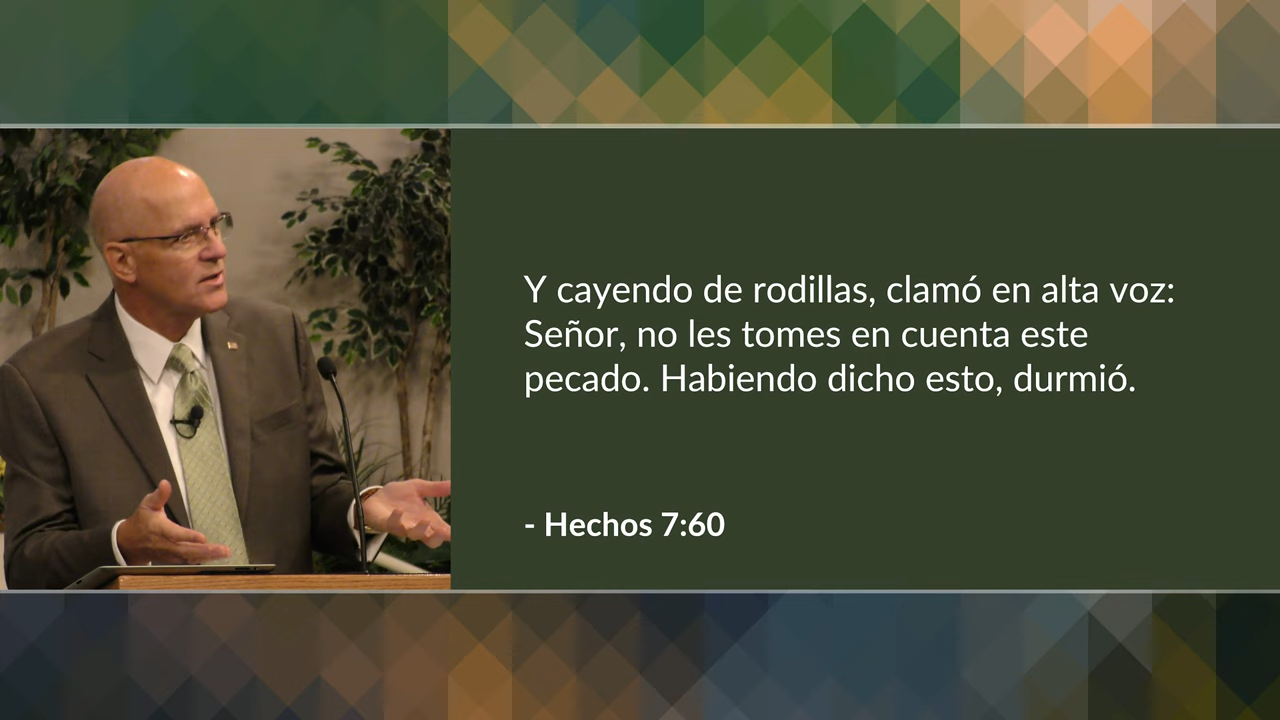 Y cayendo de rodillas, clamó en alta voz:
Señor, no les tomes en cuenta este
pecado. Habiendo dicho esto, durmió.
- Hechos 7:60